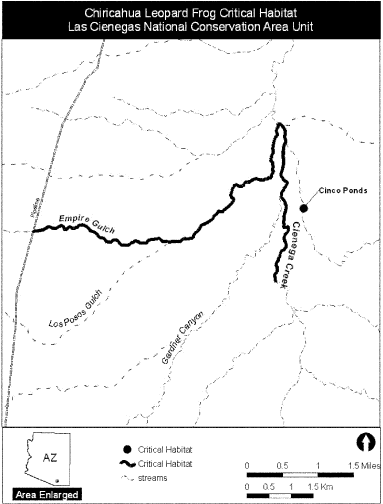 Chiricahua Leopard Frog Critical Habitat
Las Cienegas National Conservation Area Unit
Cinco Ponds
Empire Gulch
Cienega Creek
Los Posos Gulch
Gardner Canyon
AZ
Area Enlarged
Critical Habitat
Critical Habitat
streams
0 0.5 1 1.5 Miles
0 0.5 1 1.5 Km